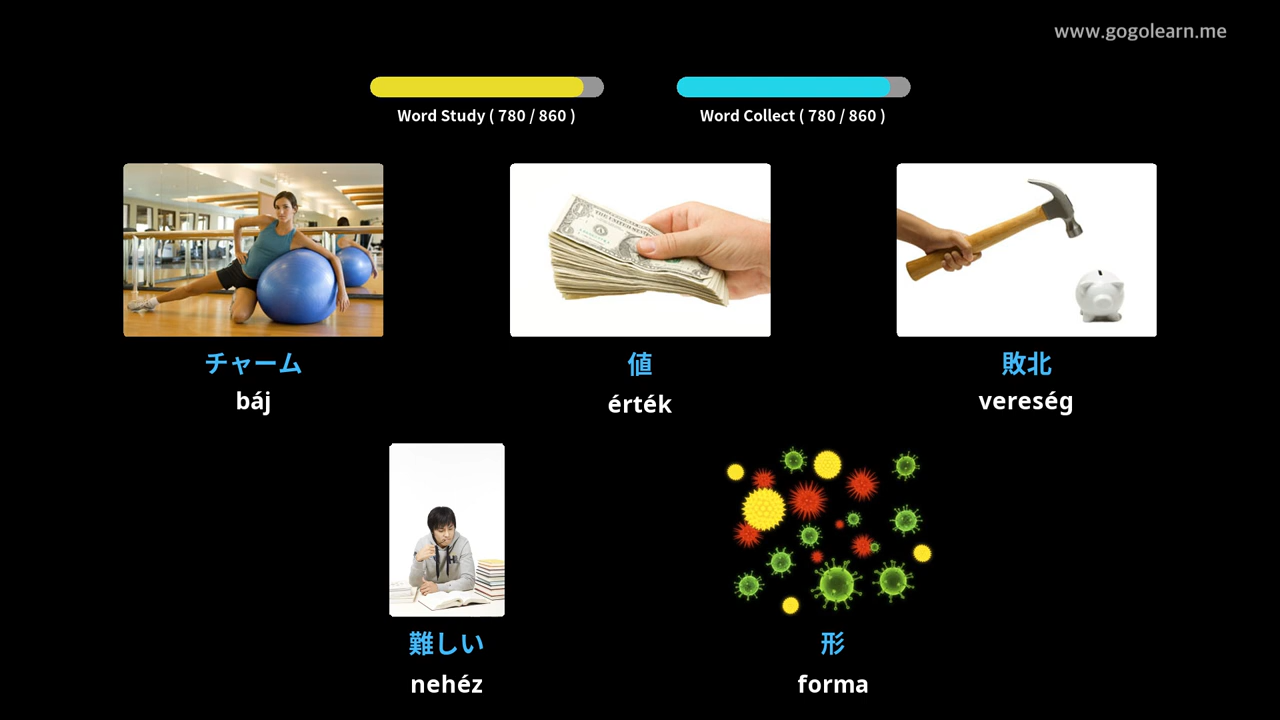 www.gogolearn.me
Word Study ( 780 / 860 )
Word Collect ( 780 / 860 )
チャーム
báj
値
érték
敗北
vereség
難しい
nehéz
形
forma